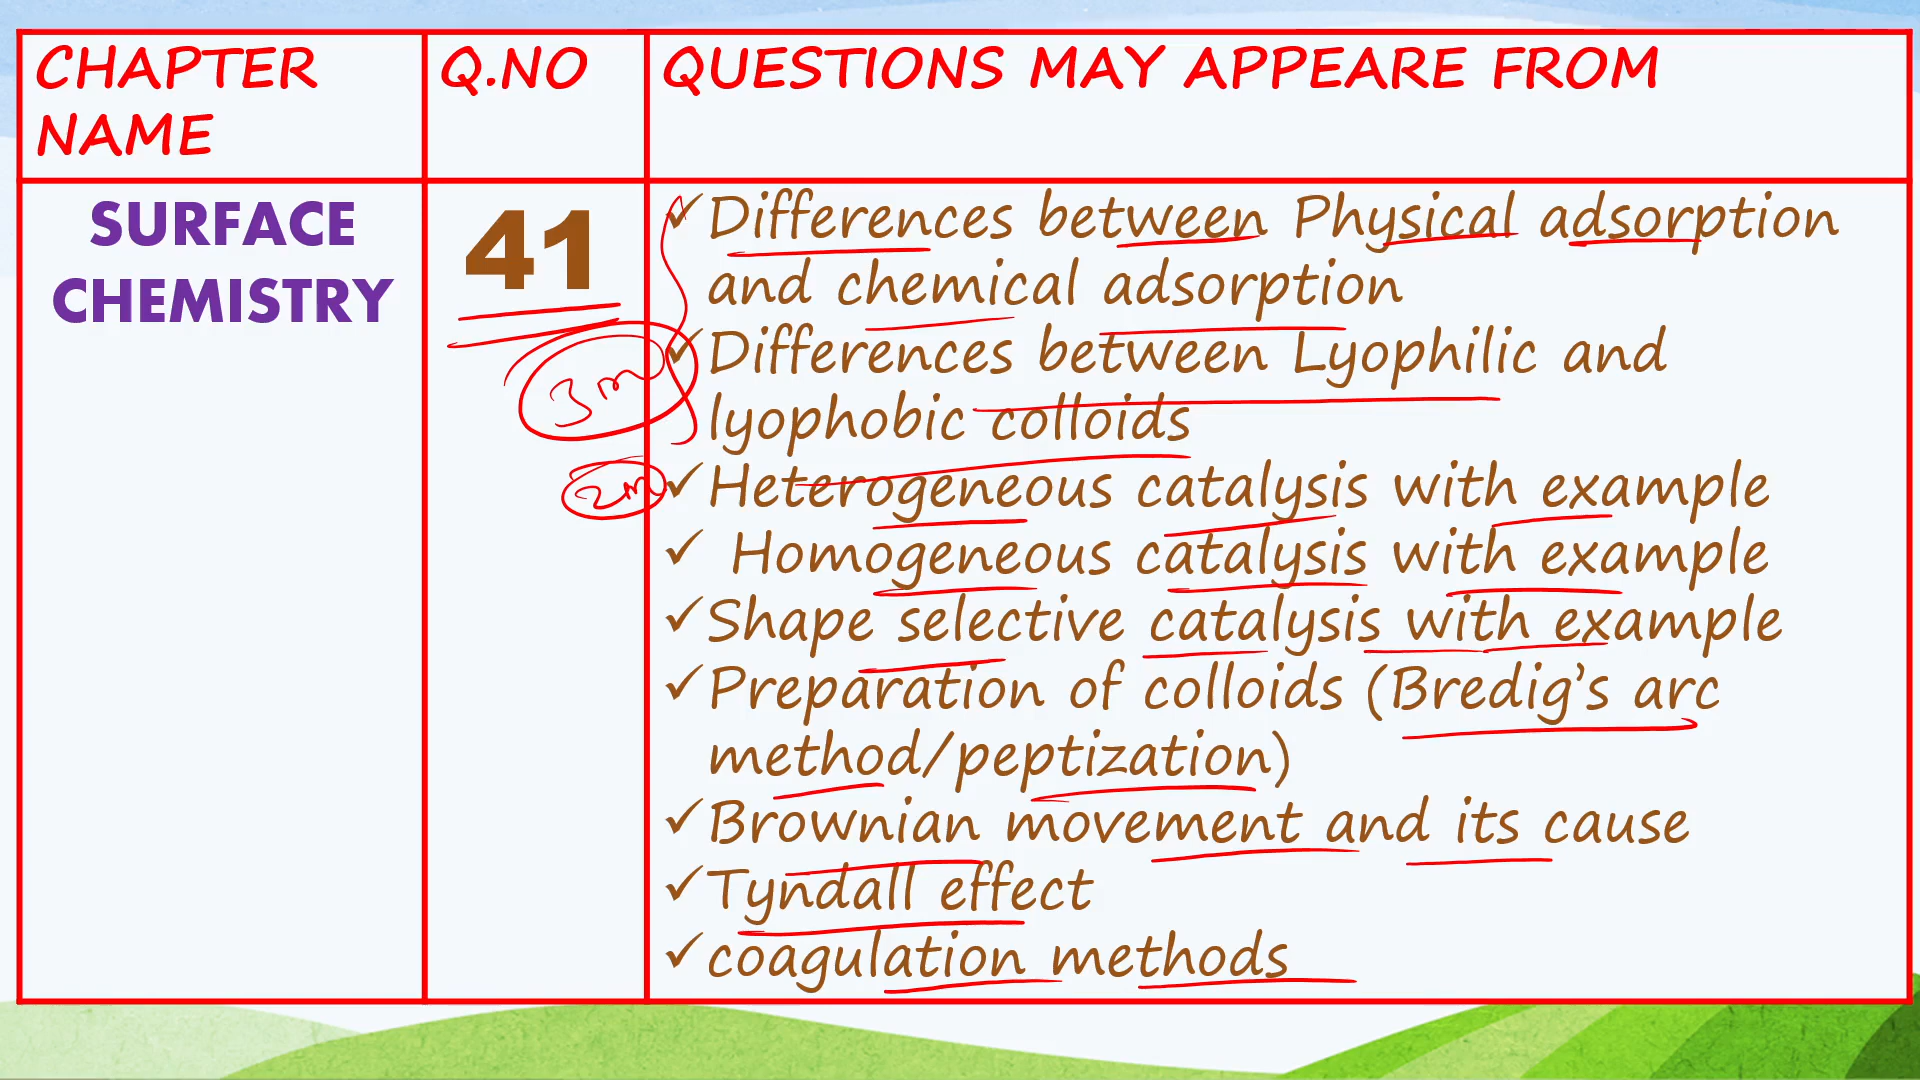 CHAPTER NAME
Q.NO
QUESTIONS MAY APPEARE FROM
SURFACE
CHEMISTRY
41
3m
2m
✓Differences between Physical adsorption
and chemical adsorption
✓Differences between Lyophilic and
lyophobic colloids
✓Heterogeneous catalysis with example
✓ Homogeneous catalysis with example
✓Shape selective catalysis with example
✓Preparation of colloids (Bredig's arc
method/peptization)
✓Brownian movement and its cause
✓Tyndall effect
✓coagulation methods